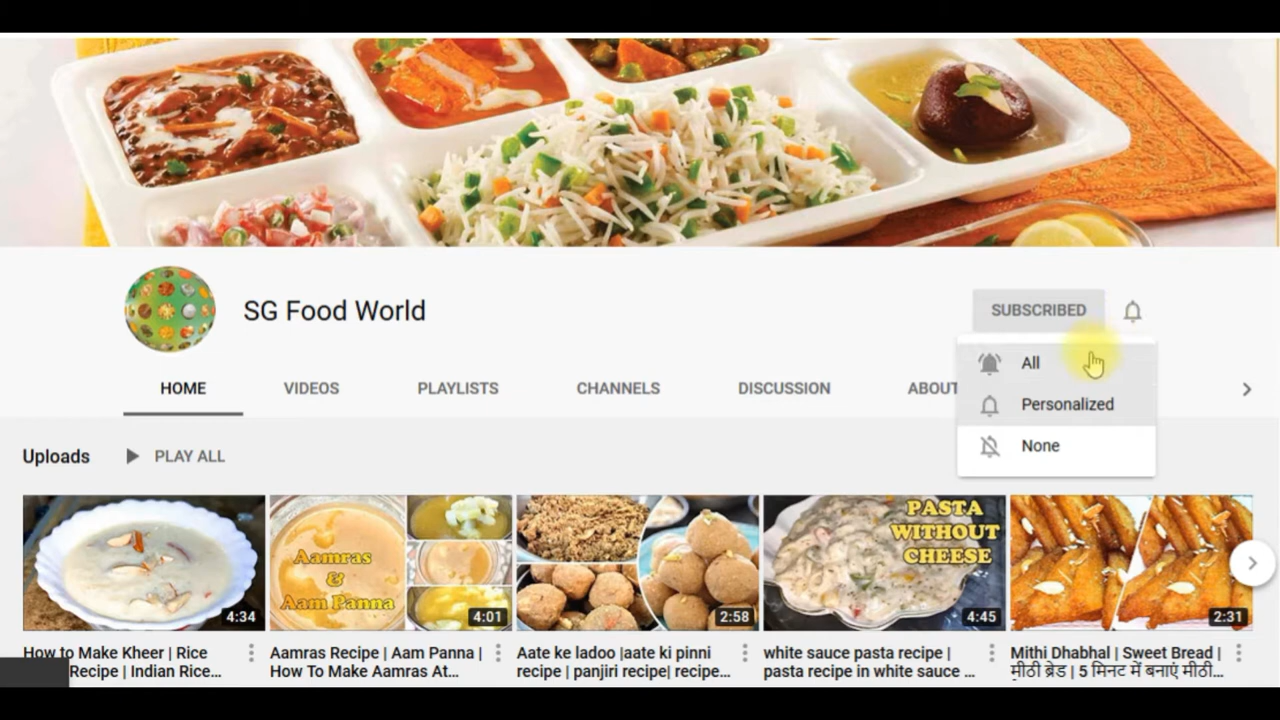 SG Food World
SUBSCRIBED
All
Personalized
None
HOME
VIDEOS
PLAYLISTS
CHANNELS
DISCUSSION
ABOUT
Uploads
PLAY ALL
4:34
Aamras
&
Aam Panna
4:01
2:58
PASTA
WITHOUT
CHEESE
4:45
2:31
How to Make Kheer | Rice
Recipe | Indian Rice...
Aamras Recipe | Aam Panna |
How To Make Aamras At...
Aate ke ladoo |aate ki pinni
recipe | panjiri recipe| recipe...
white sauce pasta recipe |
pasta recipe in white sauce ...
Mithi Dhabhal | Sweet Bread |
मीठी ब्रेड | 5 मिनट में बनाएं मीठी...